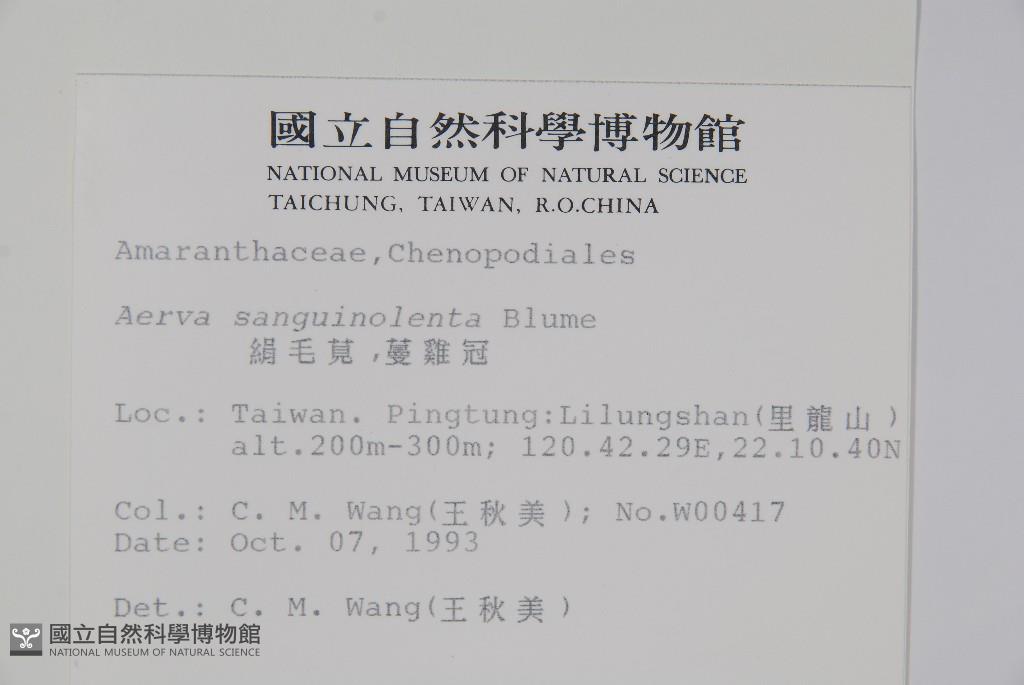 國立自然科學博物館
NATIONAL MUSEUM OF NATURAL SCIENCE
TAICHUNG, TAIWAN, R.O.CHINA
Amaranthaceae,Chenopodiales
Aerva sanguinolenta Blume
絹毛莧,蔓雞冠
Loc.: Taiwan. Pingtung:Lilungshan(里龍山)
alt.200m-300m; 120.42.29E,22.10.40N
Col.: C. M. Wang(王秋美); No.W00417
Date: Oct. 07, 1993
Det.: C. M. Wang(王秋美)
國立自然科學博物館
NATIONAL MUSEUM OF NATURAL SCIENCE